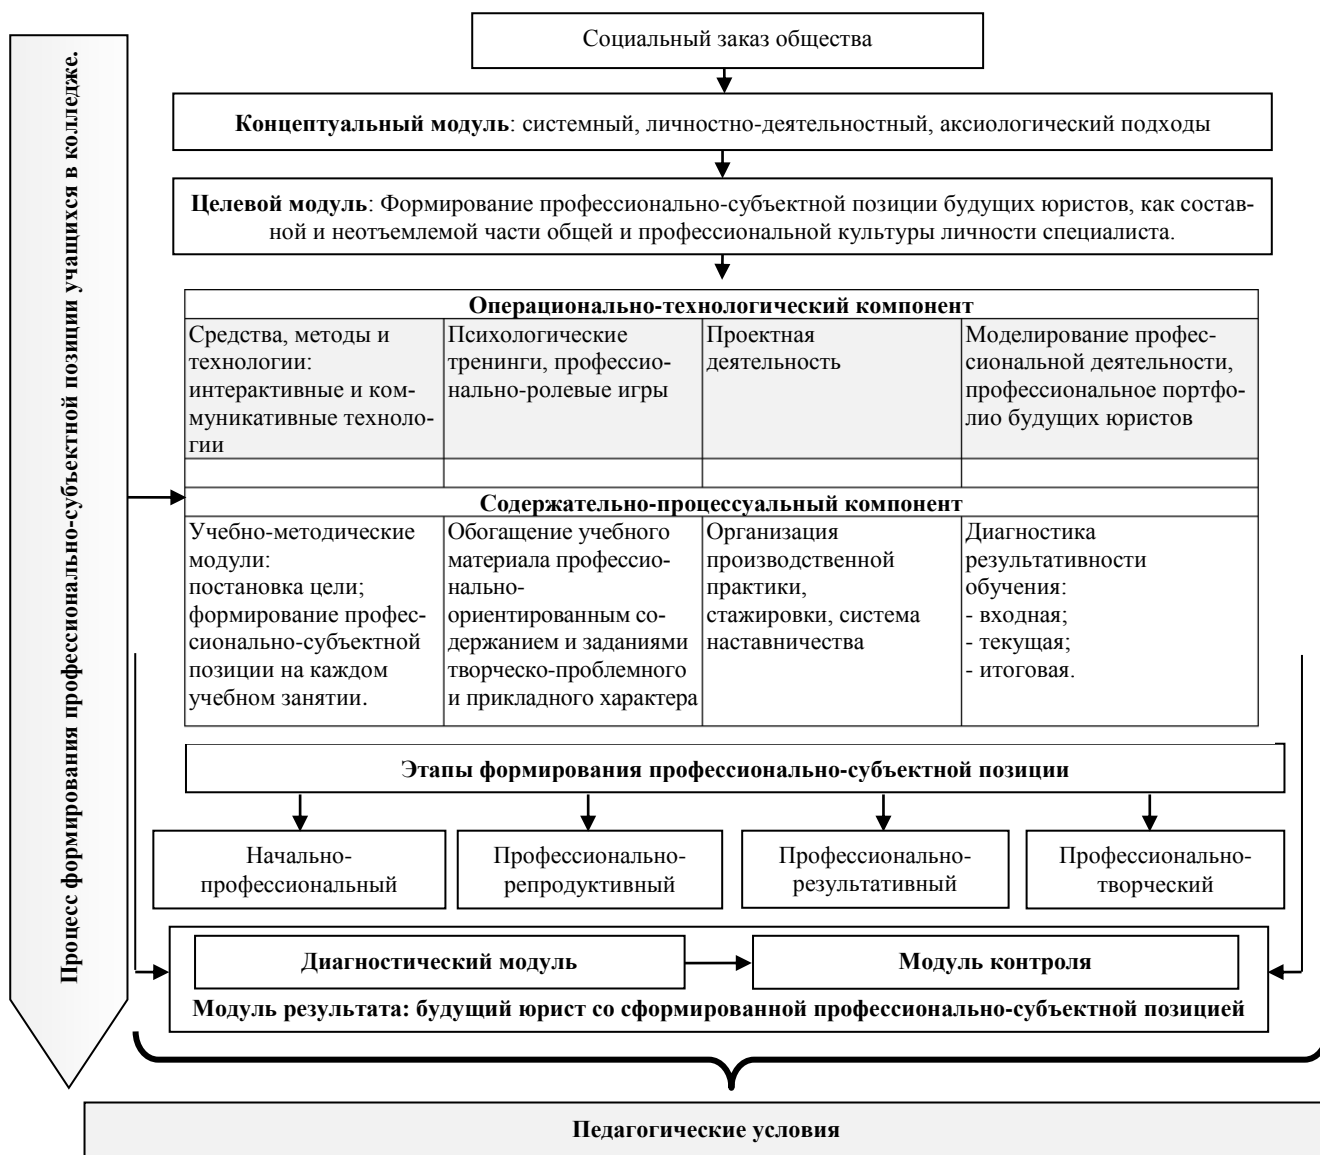 Процесс формирования профессионально-субъектной позиции учащихся в колледже.
Социальный заказ общества
Концептуальный модуль: системный, личностно-деятельностный, аксиологический подходы
Целевой модуль: Формирование профессионально-субъектной позиции будущих юристов, как состав-
ной и неотъемлемой части общей и профессиональной культуры личности специалиста.
Операционально-технологический компонент
Средства, методы и
технологии:
интерактивные и ком-
муникативные техноло-
гии
Психологические
тренинги, профессио-
нально-ролевые игры
Проектная
деятельность
Моделирование профес-
сиональной деятельности,
профессиональное портфо-
лио будущих юристов
Содержательно-процессуальный компонент
Учебно-методические
модули:
постановка цели;
формирование профес-
сионально-субъектной
позиции на каждом
учебном занятии.
Обогащение учебного
материала профессио-
нально-
ориентированным со-
держанием и заданиями
творческо-проблемного
и прикладного характера
Организация
производственной
практики,
стажировки, система
наставничества
Диагностика
результативности
обучения:
- входная;
- текущая;
- итоговая.
Этапы формирования профессионально-субъектной позиции
Начально-
профессиональный
Профессионально-
репродуктивный
Профессионально-
результативный
Профессионально-
творческий
Диагностический модуль
Модуль контроля
Модуль результата: будущий юрист со сформированной профессионально-субъектной позицией
Педагогические условия